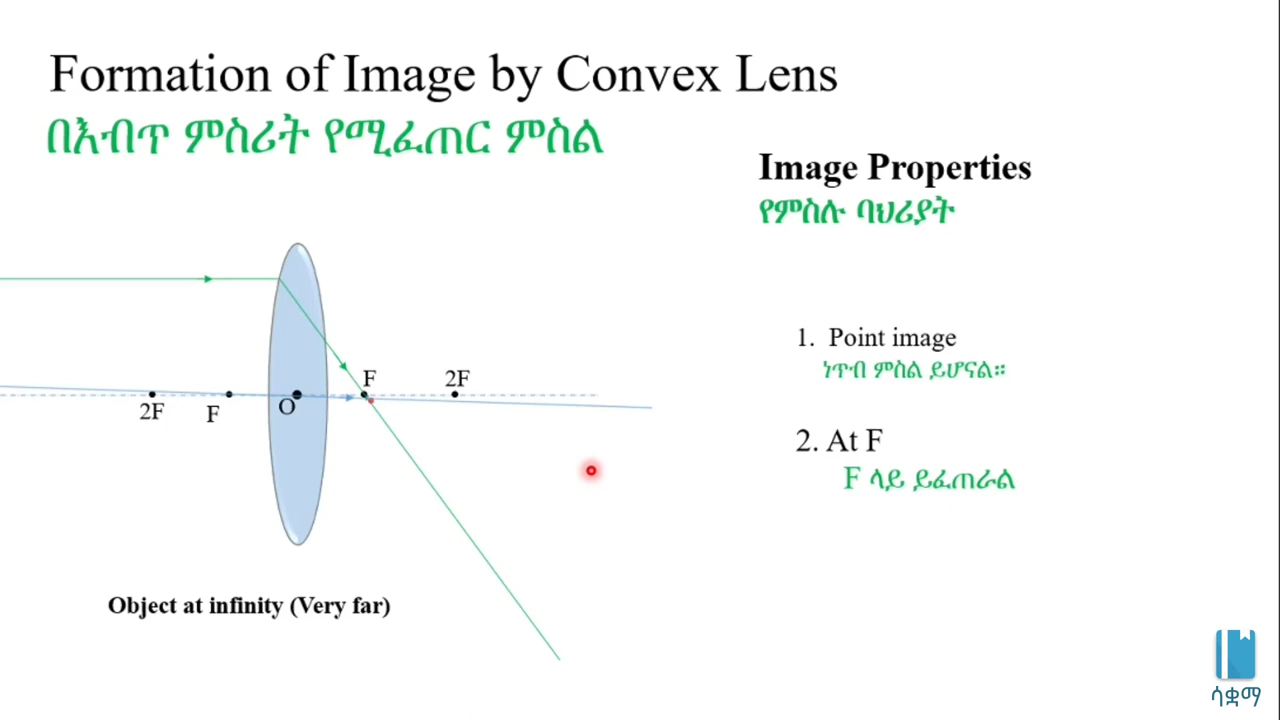 Formation of Image by Convex Lens
በእብጥ ምስሪት የሚፈጠር ምስል
Image Properties
የምስሉ ባህሪያት
1. Point image
ነጥብ ምስል ይሆናል።
2. At F
F ላይ ይፈጠራል
F
2F
2F
F
O
Object at infinity (Very far)
ሳቋማ